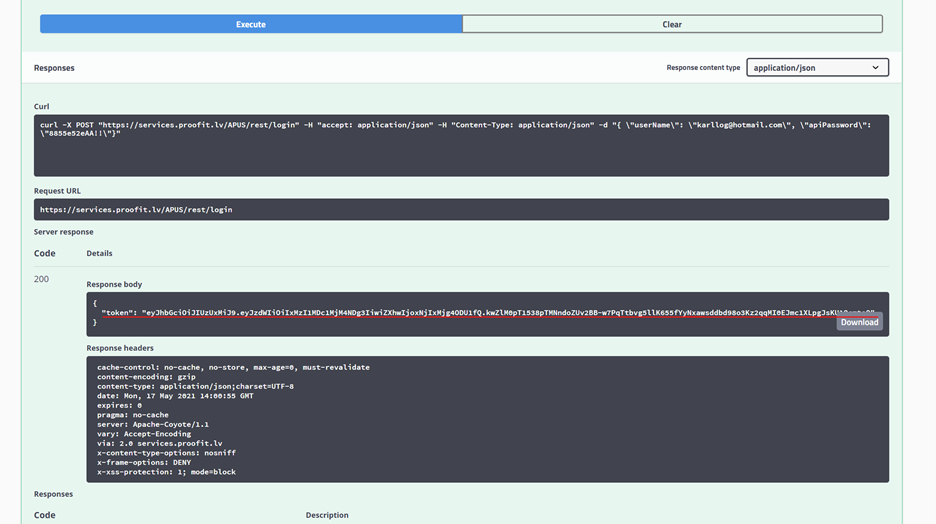 Execute
Clear
Responses
Response content type
application/json
Curl
curl -X POST "https://services.proofit.lv/APUS/rest/login" -H "accept: application/json" -H "Content-Type: application/json" -d "{ \"userName\": \"karllog@hotmail.com\", \"apiPassword\":
\"8855e52eAA!!\"}"
Request URL
https://services.proofit.lv/APUS/rest/login
Server response
Code
Details
200
Response body
{
"token":
}
Download
Response headers
cache-control: no-cache, no-store, max-age=0, must-revalidate
content-encoding: gzip
content-type: application/json;charset=UTF-8
date: Mon, 17 May 2021 14:00:55 GMT
expires: 0
pragma: no-cache
server: Apache-Coyote/1.1
vary: Accept-Encoding
via: 2.0 services.proofit.lv
x-content-type-options: nosniff
x-frame-options: DENY
x-xss-protection: 1; mode=block
Responses
Code
Description